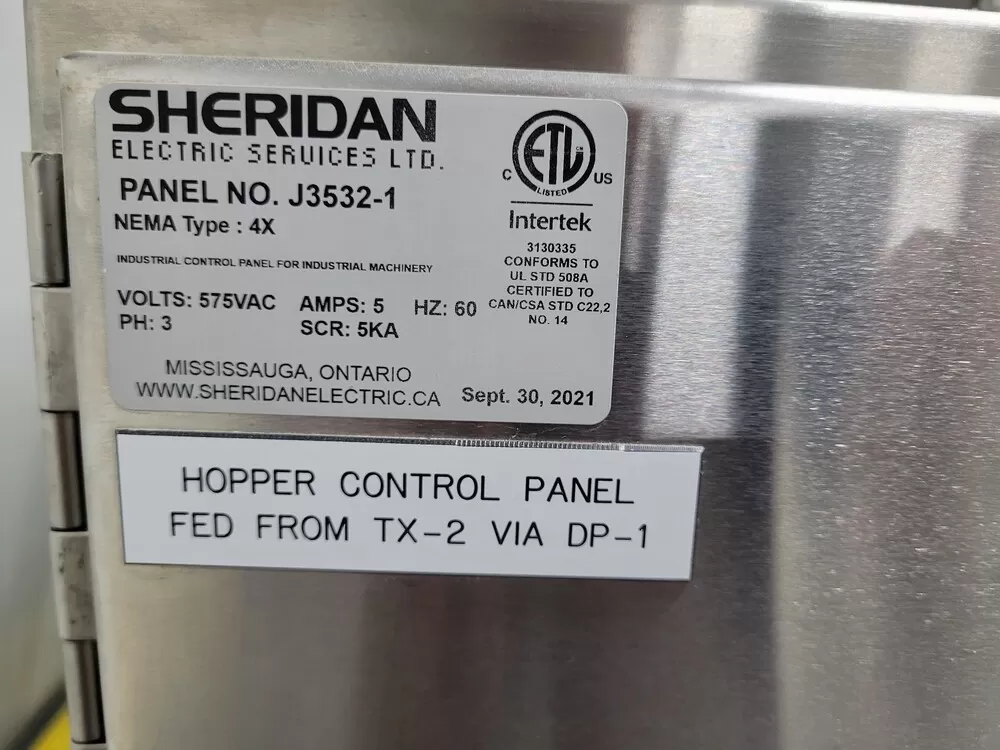 SHERIDAN
ELECTRIC SERVICES LTD.
PANEL NO. J3532-1
NEMA Type : 4X
INDUSTRIAL CONTROL PANEL FOR INDUSTRIAL MACHINERY
VOLTS: 575VAC AMPS: 5 HZ: 60
PH: 3 SCR: 5KA
MISSISSAUGA, ONTARIO
WWW.SHERIDANELECTRIC.CA Sept. 30, 2021
ETL CM
LISTED
C US
Intertek
3130335
CONFORMS TO
UL STD 508A
CERTIFIED TO
CAN/CSA STD C22,2
NO. 14
HOPPER CONTROL PANEL
FED FROM TX-2 VIA DP-1